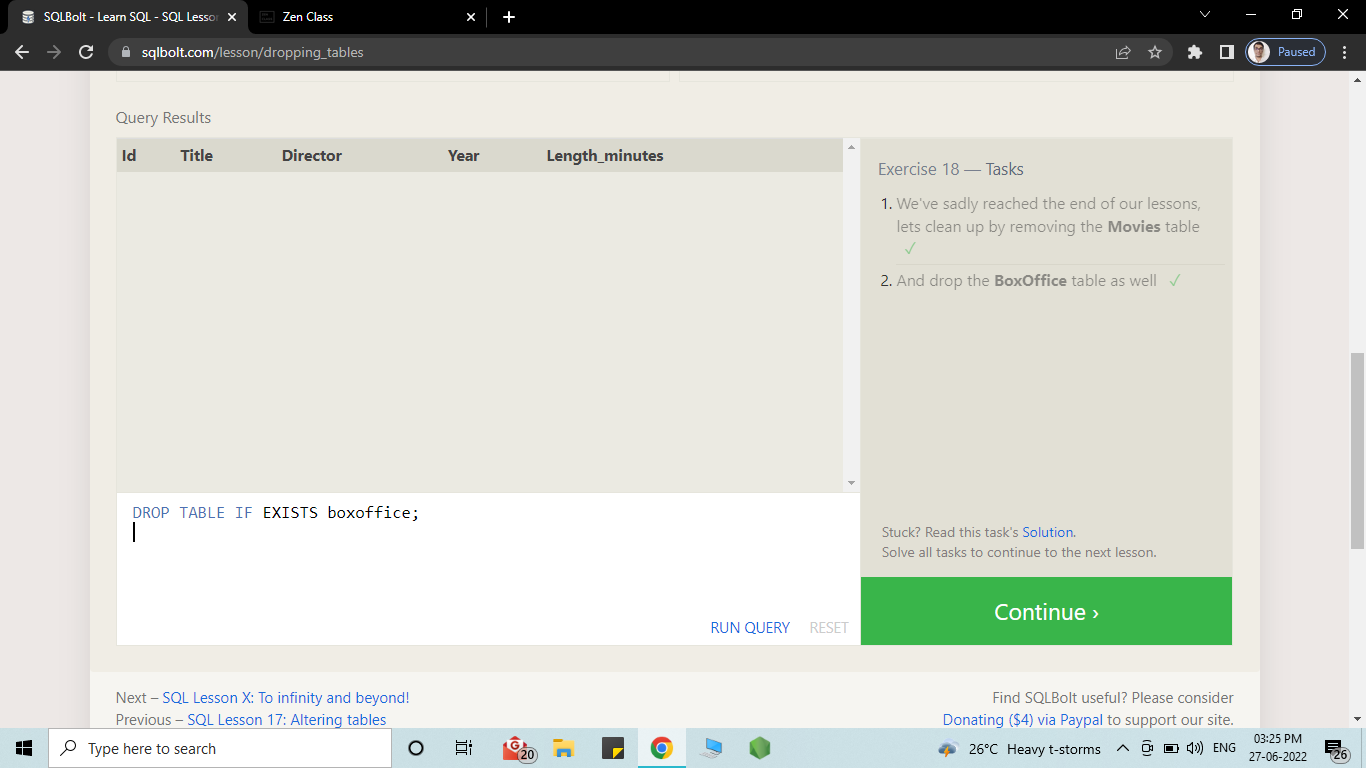 SQLBolt - Learn SQL - SQL Lesson
Zen Class
sqlbolt.com/lesson/dropping_tables
Paused
Query Results
Id Title Director Year Length_minutes
Exercise 18 — Tasks
1. We've sadly reached the end of our lessons,
lets clean up by removing the Movies table
✓
2. And drop the BoxOffice table as well ✓
Stuck? Read this task's Solution.
Solve all tasks to continue to the next lesson.
DROP TABLE IF EXISTS boxoffice;
RUN QUERY RESET
Continue ›
Next – SQL Lesson X: To infinity and beyond!
Previous – SQL Lesson 17: Altering tables
Find SQLBolt useful? Please consider
Donating ($4) via Paypal to support our site.
Type here to search
G
20
26°C Heavy t-storms
ENG
03:25 PM
27-06-2022
26